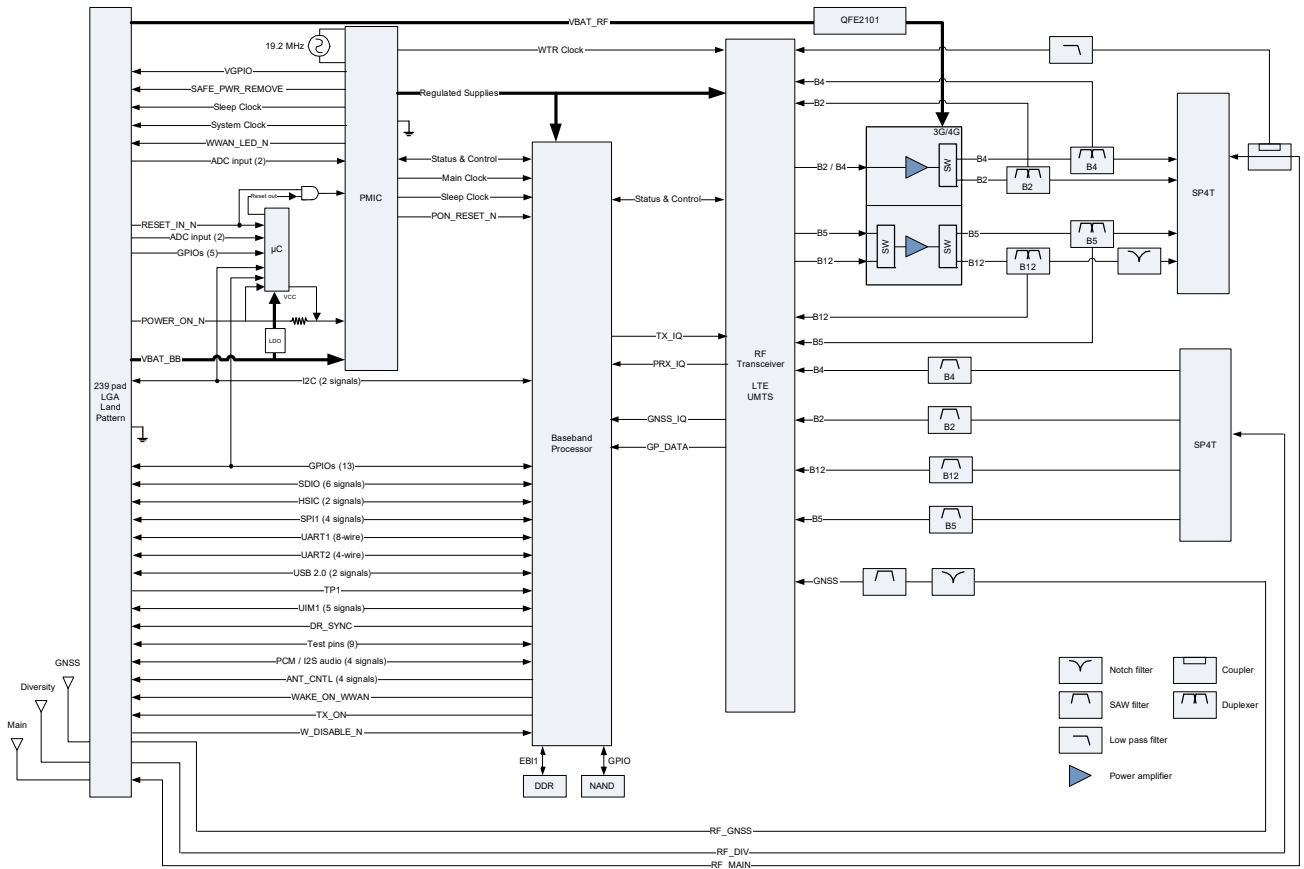 VBAT_RF
QFE2101
19.2 MHz
WTR Clock
VGPIO
SAFE_PWR_REMOVE
Sleep Clock
System Clock
WWAN_LED_N
ADC input (2)
Regulated Supplies
B4
B2
3G/4G
PMIC
Status & Control
Main Clock
Sleep Clock
PON_RESET_N
Status & Control
B2 / B4
SW
B4
B2
B2
B4
SP4T
Reset out
RESET_IN_N
ADC input (2)
GPIOs (5)
µC
VCC
POWER_ON_N
LDO
VBAT_BB
B5
B12
SW
SW
B5
B12
B12
B5
B12
B5
239 pad
LGA
Land
Pattern
I2C (2 signals)
TX_IQ
PRX_IQ
GNSS_IQ
GP_DATA
Baseband
Processor
RF
Transceiver
LTE
UMTS
B4
B4
B2
B2
B12
B12
B5
B5
SP4T
GNSS
GPIOs (13)
SDIO (6 signals)
HSIC (2 signals)
SPI1 (4 signals)
UART1 (8-wire)
UART2 (4-wire)
USB 2.0 (2 signals)
TP1
UIM1 (5 signals)
DR_SYNC
Test pins (9)
PCM / I2S audio (4 signals)
ANT_CNTL (4 signals)
WAKE_ON_WWAN
TX_ON
W_DISABLE_N
GNSS
Diversity
Main
EBI1
GPIO
DDR
NAND
Notch filter
Coupler
SAW filter
Duplexer
Low pass filter
Power amplifier
RF_GNSS
RF_DIV
RF_MAIN